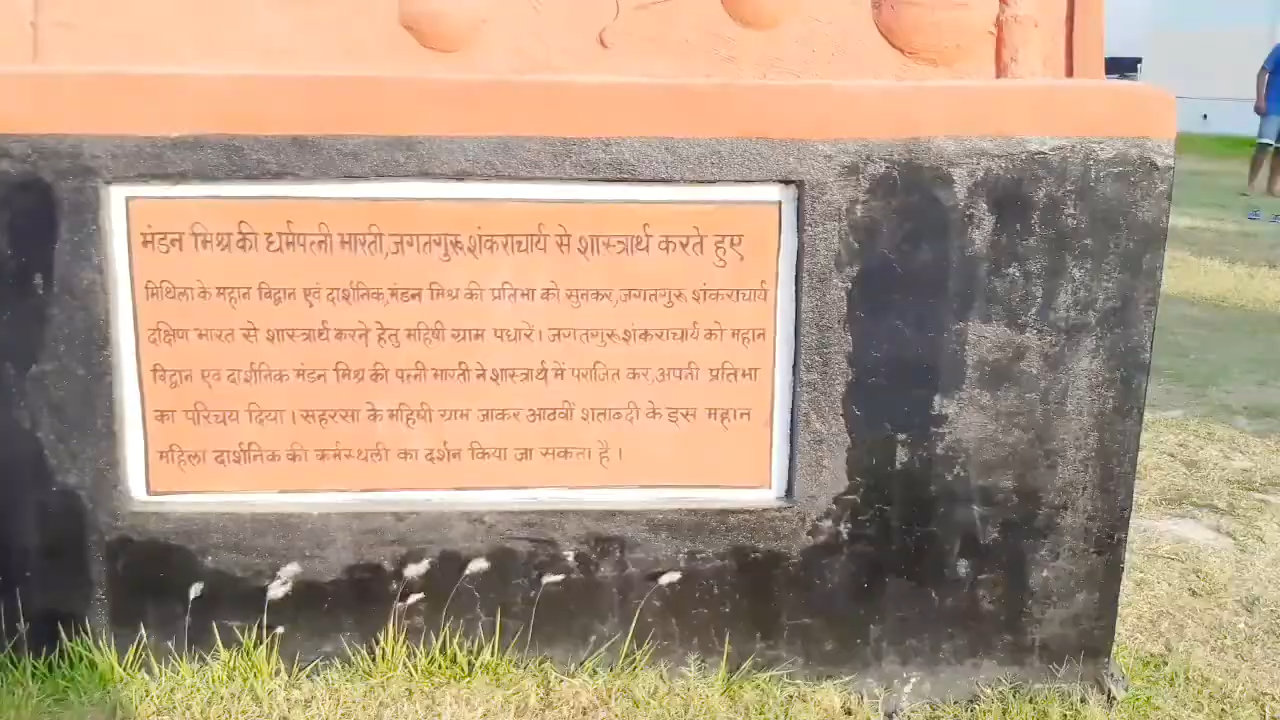 मंडन मिश्र की धर्मपत्नी भारती,जगतगुरू शंकराचार्य से शास्त्रार्थ करते हुए
मिथिला के महान विद्वान एवं दार्शनिक,मंडन मिश्र की प्रतिभा को सुनकर,जगतगुरू शंकराचार्य
दक्षिण भारत से शास्त्रार्थ करने हेतु महिषी ग्राम पधारें। जगतगुरू शंकराचार्य को महान
विद्वान एव दार्शनिक मंडन मिश्र की पत्नी भारती ने शास्त्रार्थ में पराजित कर,अपनी प्रतिभा
का परिचय दिया। सहरसा के महिषी ग्राम जाकर आठवीं शताब्दी के इस महान
महिला दार्शनिक की कर्मस्थली का दर्शन किया जा सकता है।